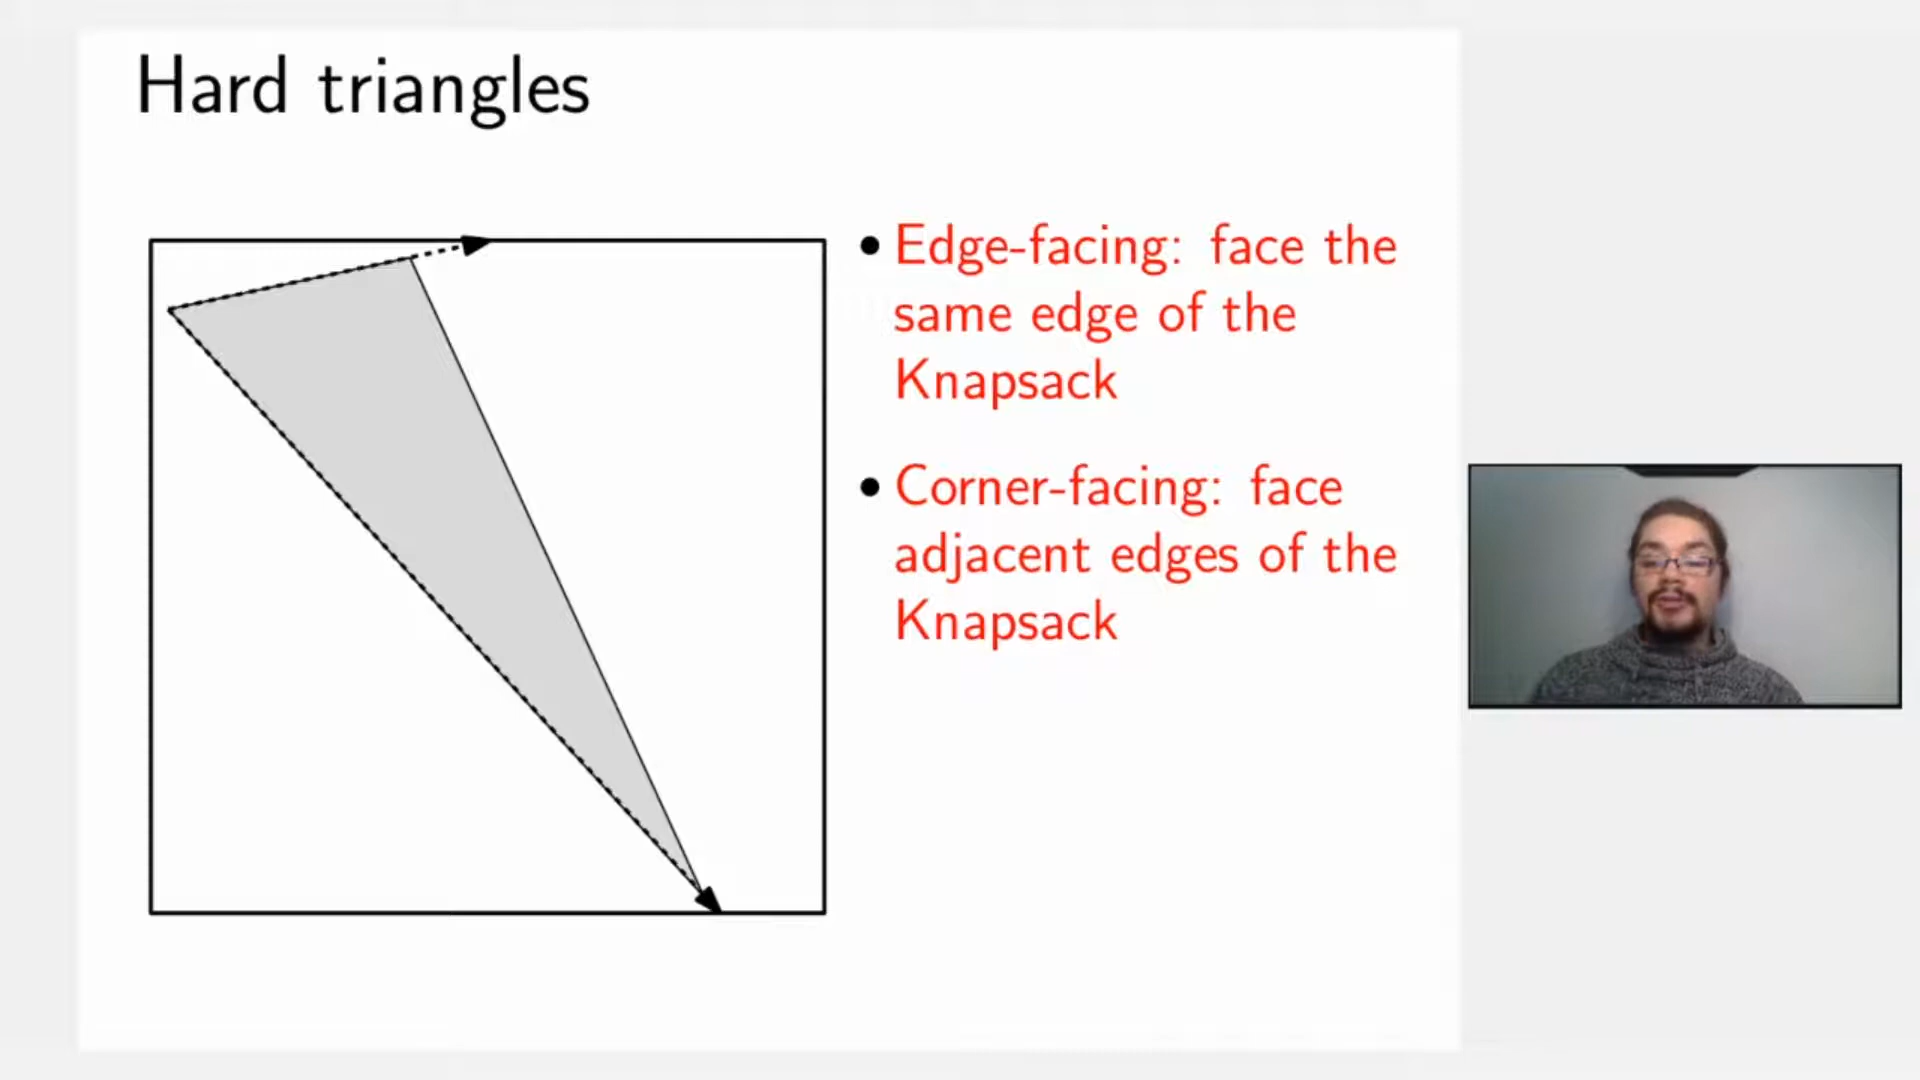 Hard triangles
• Edge-facing: face the
same edge of the
Knapsack
• Corner-facing: face
adjacent edges of the
Knapsack